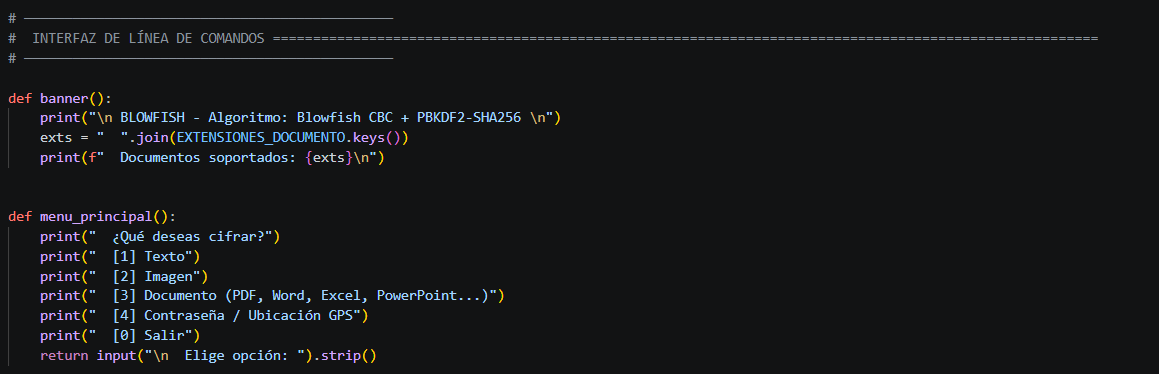 # ──────────────────────────────────────────────
#  INTERFAZ DE LÍNEA DE COMANDOS =======================================================================================================
# ──────────────────────────────────────────────
def banner():
    print("\n BLOWFISH - Algoritmo: Blowfish CBC + PBKDF2-SHA256 \n")
    exts = "  ".join(EXTENSIONES_DOCUMENTO.keys())
    print(f"  Documentos soportados: {exts}\n")
def menu_principal():
    print("  ¿Qué deseas cifrar?")
    print("  [1] Texto")
    print("  [2] Imagen")
    print("  [3] Documento (PDF, Word, Excel, PowerPoint...)")
    print("  [4] Contraseña / Ubicación GPS")
    print("  [0] Salir")
    return input("\n  Elige opción: ").strip()